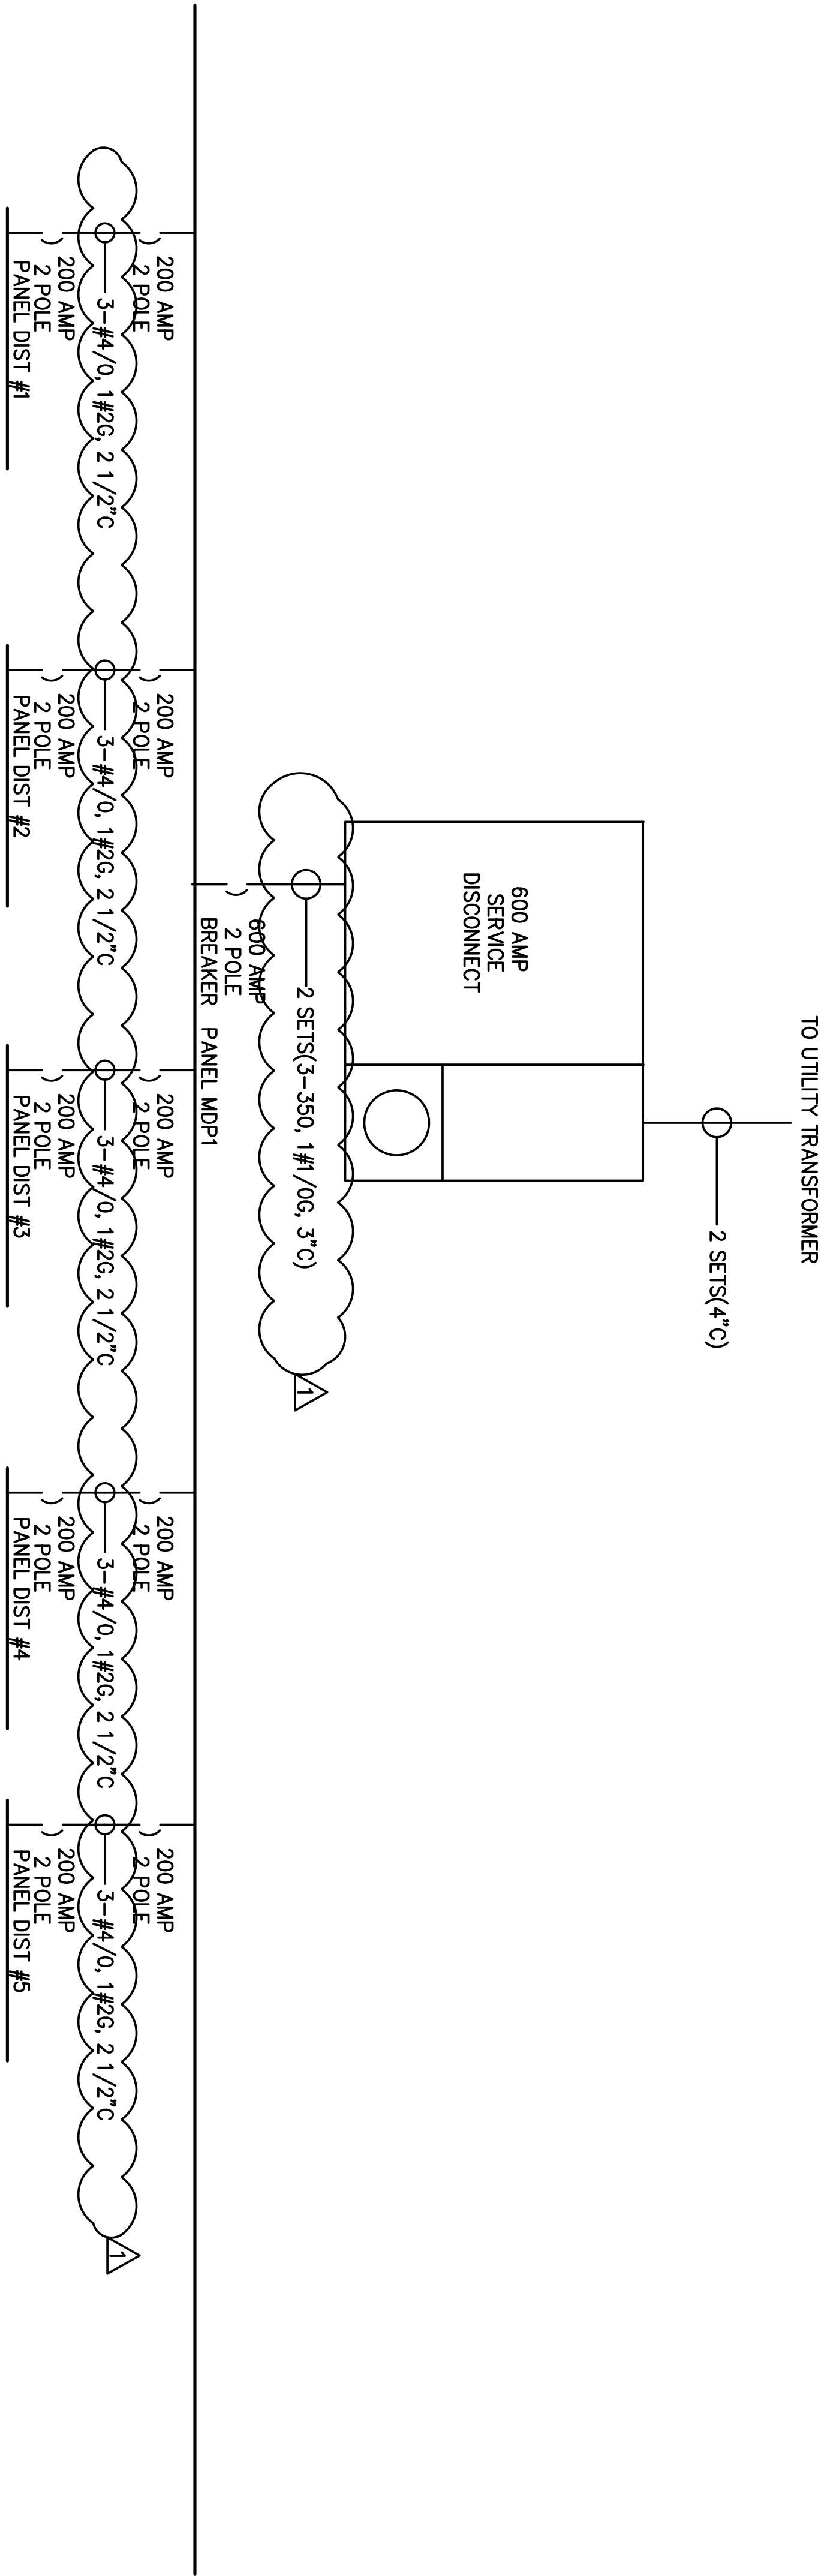 TO UTILITY TRANSFORMER
2 SETS(4"C)
600 AMP
SERVICE
DISCONNECT
2 SETS(3-350, 1#1/0G, 3"C)
1
600 AMP
2 POLE
BREAKER PANEL MDP1
200 AMP
2 POLE
3-#4/0, 1#2G, 2 1/2"C
200 AMP
2 POLE
PANEL DIST #1
200 AMP
2 POLE
3-#4/0, 1#2G, 2 1/2"C
200 AMP
2 POLE
PANEL DIST #2
200 AMP
2 POLE
3-#4/0, 1#2G, 2 1/2"C
200 AMP
2 POLE
PANEL DIST #3
200 AMP
2 POLE
3-#4/0, 1#2G, 2 1/2"C
200 AMP
2 POLE
PANEL DIST #4
200 AMP
2 POLE
3-#4/0, 1#2G, 2 1/2"C
200 AMP
2 POLE
PANEL DIST #5
1